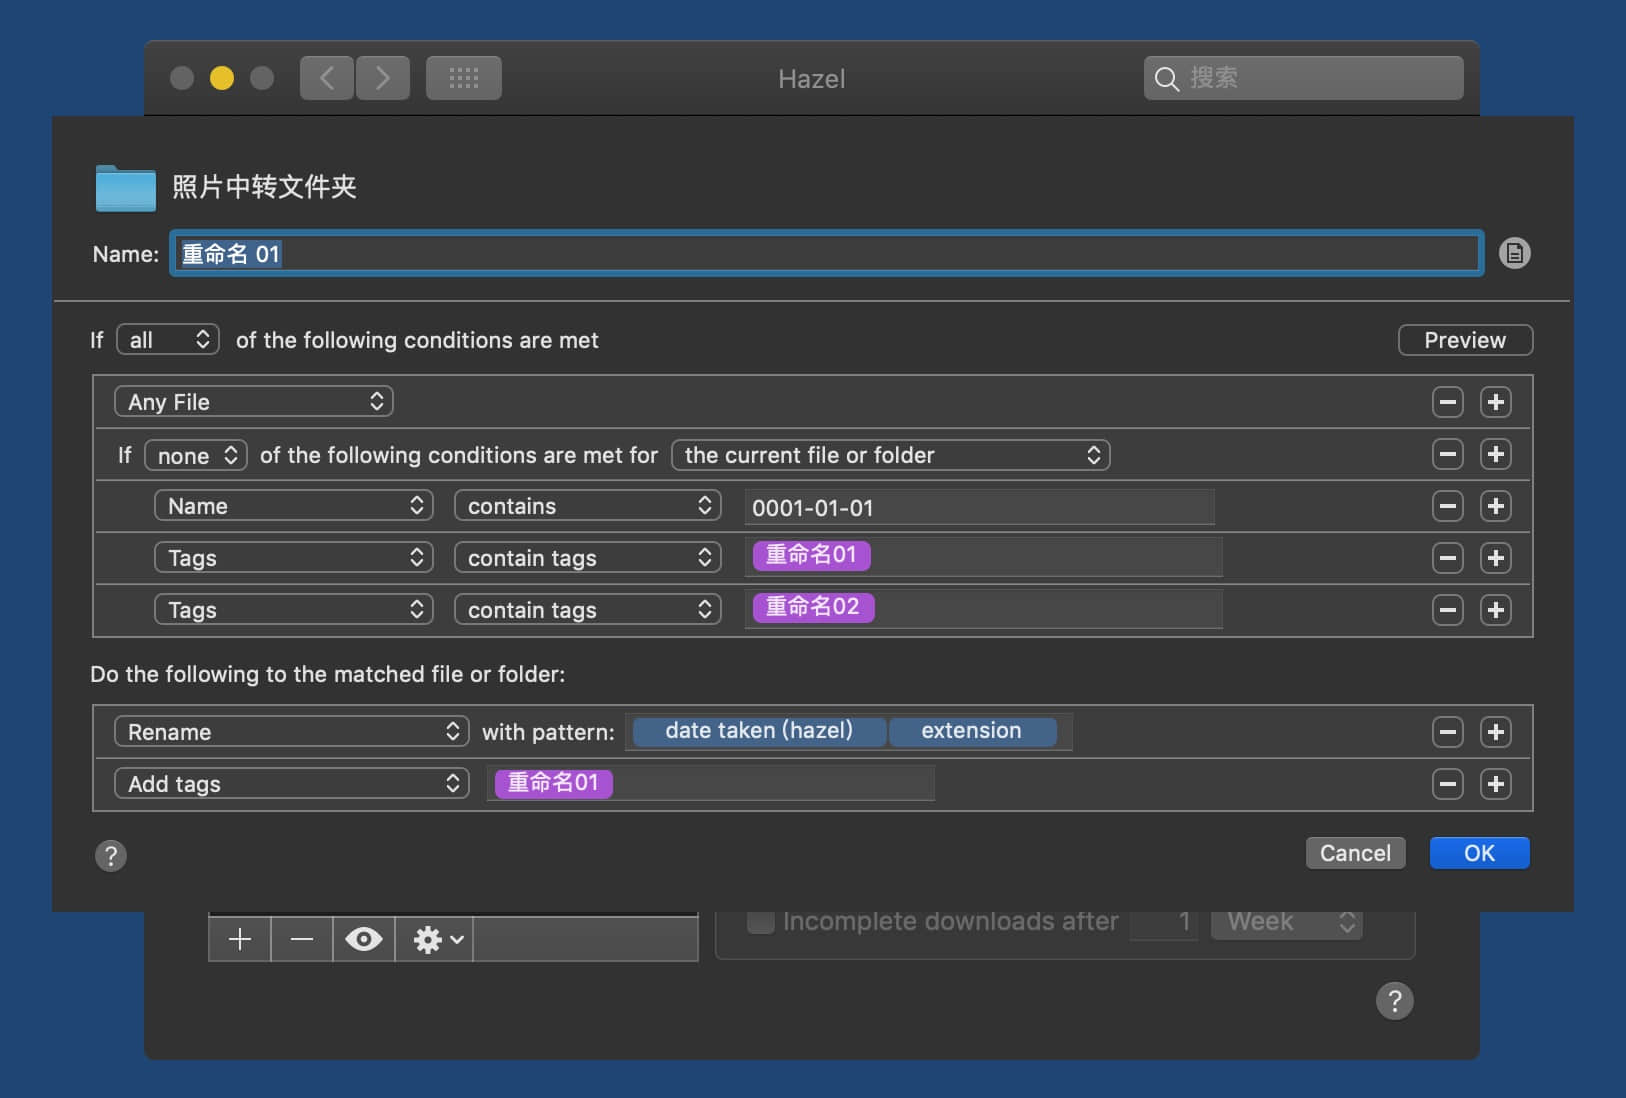 Hazel
搜索
照片中转文件夹
Name: 重命名 01
If all of the following conditions are met
Preview
Any File
If none of the following conditions are met for the current file or folder
Name contains 0001-01-01
Tags contain tags 重命名01
Tags contain tags 重命名02
Do the following to the matched file or folder:
Rename with pattern: date taken (hazel) extension
Add tags 重命名01
?
Cancel
OK
Incomplete downloads after 1 Week
?